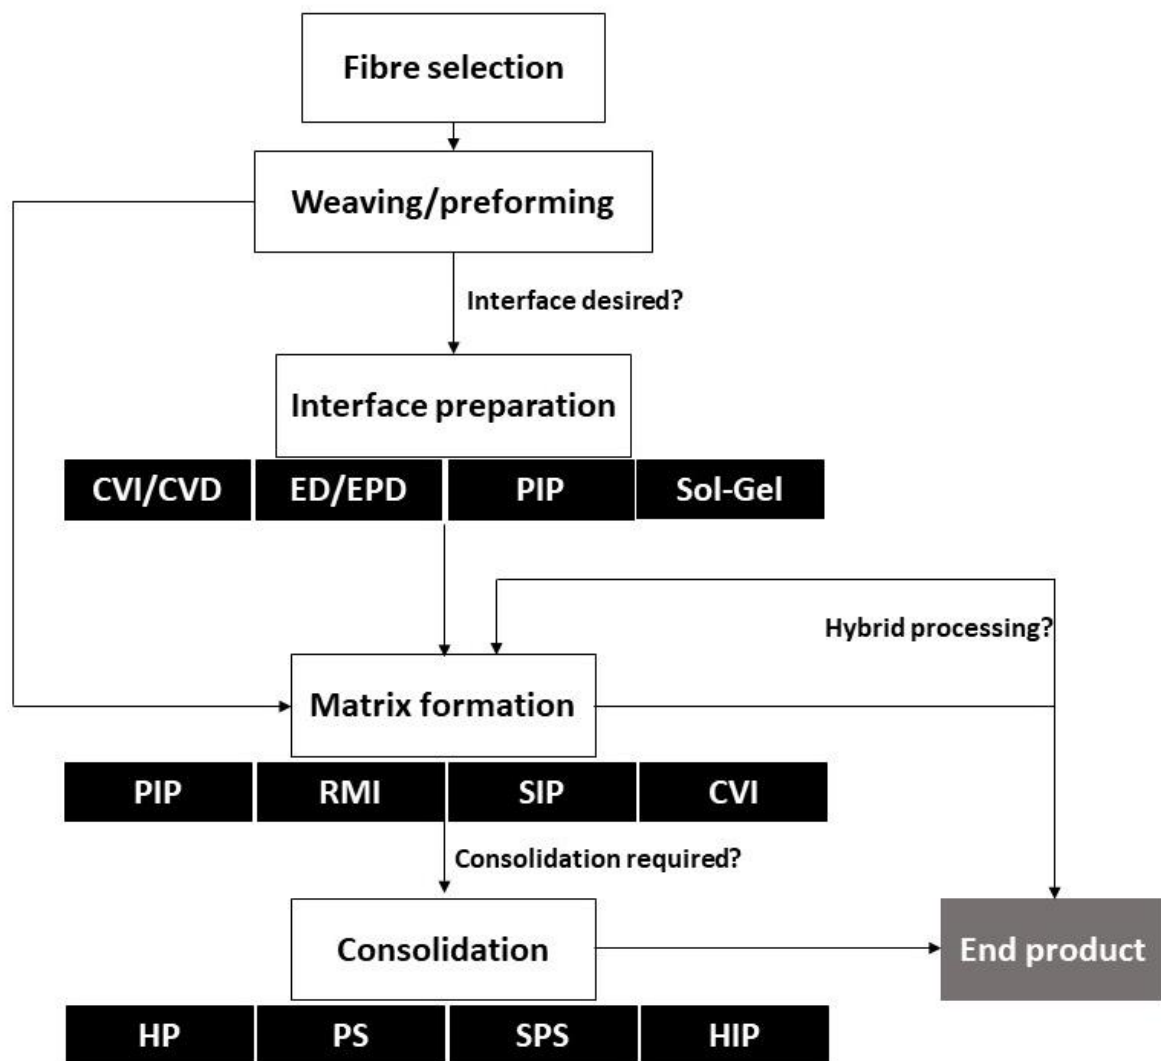 Fibre selection
Weaving/preforming
Interface desired?
Interface preparation
CVI/CVD ED/EPD PIP Sol-Gel
Hybrid processing?
Matrix formation
PIP RMI SIP CVI
Consolidation required?
Consolidation
End product
HP PS SPS HIP